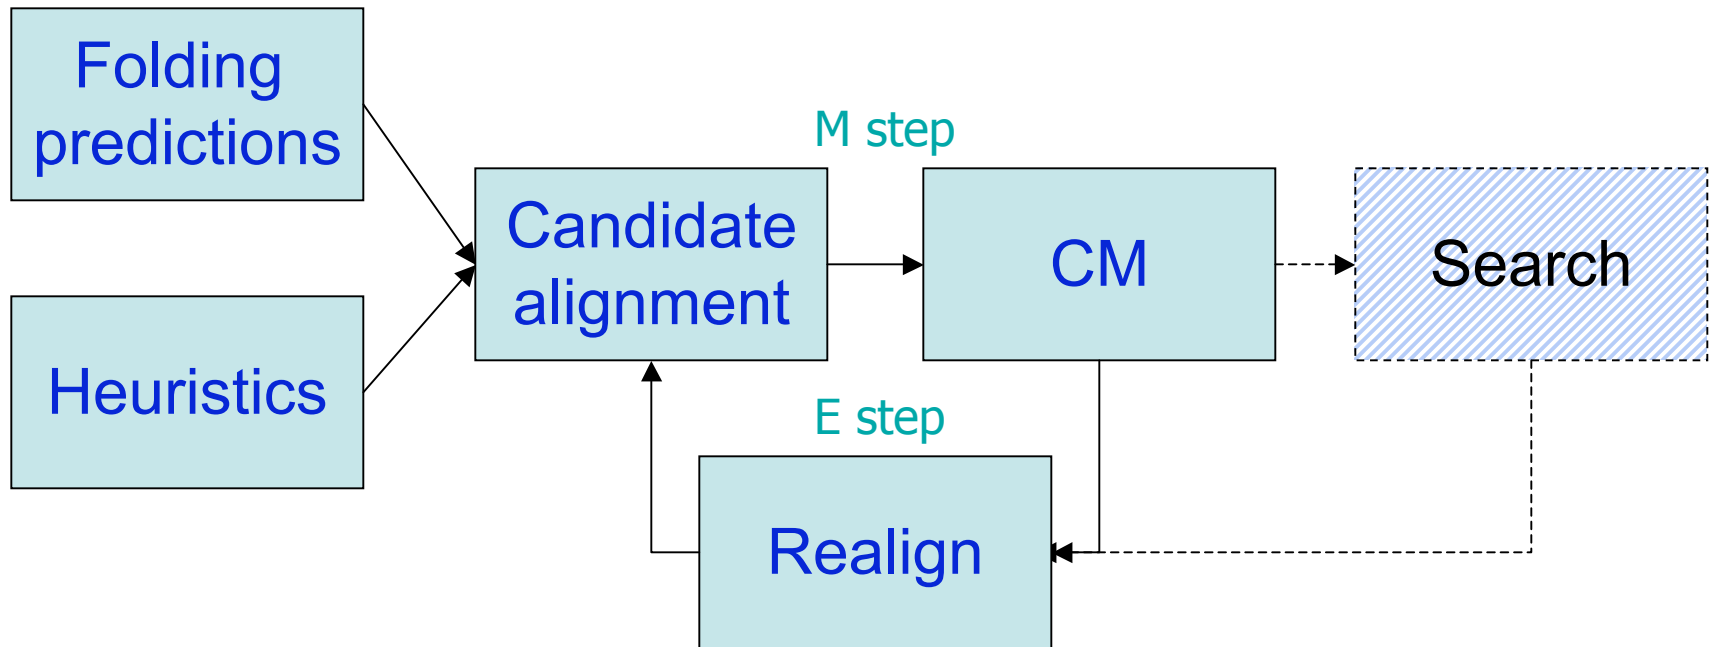 Folding
predictions
M step
Candidate
alignment
CM
Search
Heuristics
E step
Realign